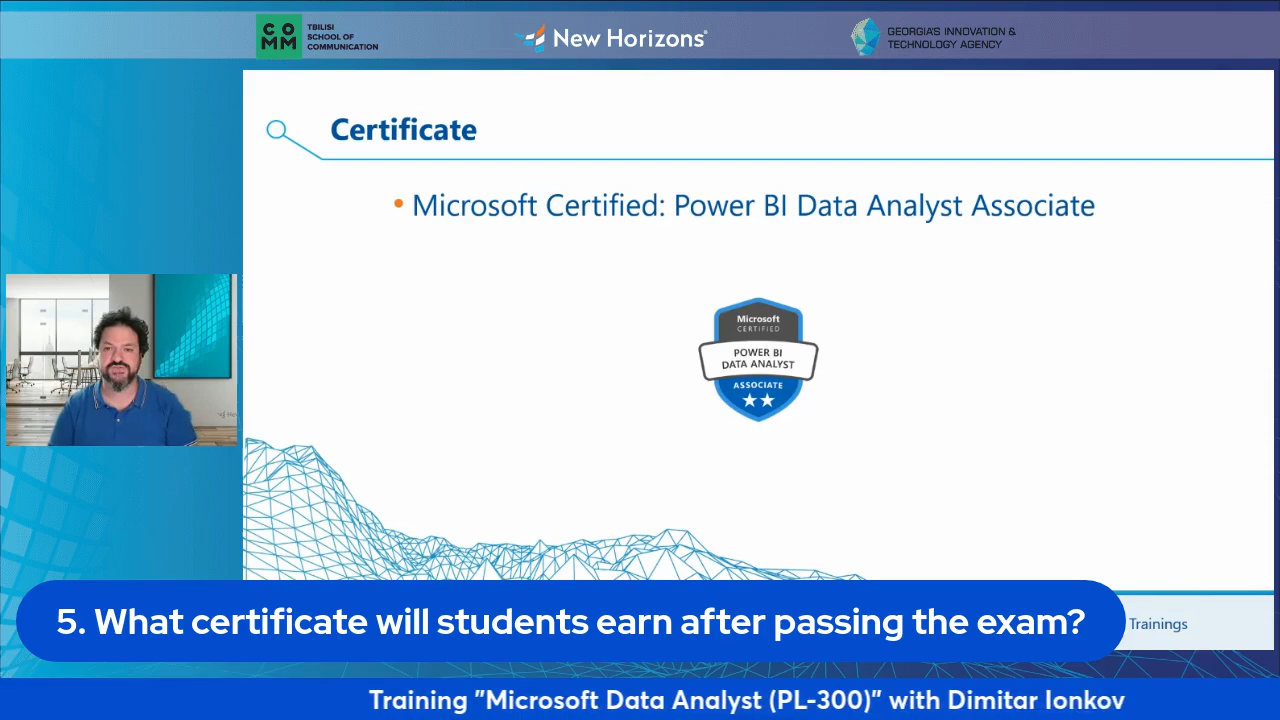 COMM
TBILISI
SCHOOL OF
COMMUNICATION
New Horizons®
GEORGIA'S INNOVATION &
TECHNOLOGY AGENCY
Certificate
• Microsoft Certified: Power BI Data Analyst Associate
Microsoft
CERTIFIED
POWER BI
DATA ANALYST
ASSOCIATE
5. What certificate will students earn after passing the exam?
Trainings
Training "Microsoft Data Analyst (PL-300)" with Dimitar Ionkov